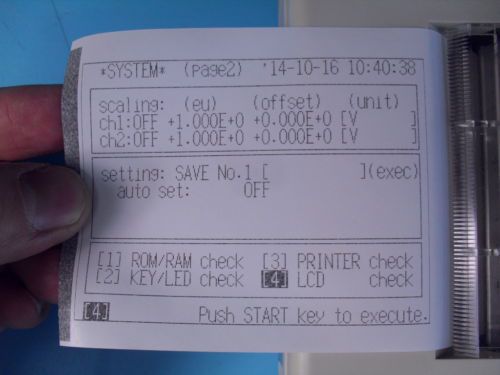 *SYSTEM* (page2) '14-10-16 10:40:38
scaling: (eu) (offset) (unit)
ch1:OFF +1.000E+0 +0.000E+0 [V ]
ch2:OFF +1.000E+0 +0.000E+0 [V ]
setting: SAVE No.1 [ ](exec)
auto set: OFF
[1] ROM/RAM check [3] PRINTER check
[2] KEY/LED check [4] LCD check
[4] Push START key to execute.